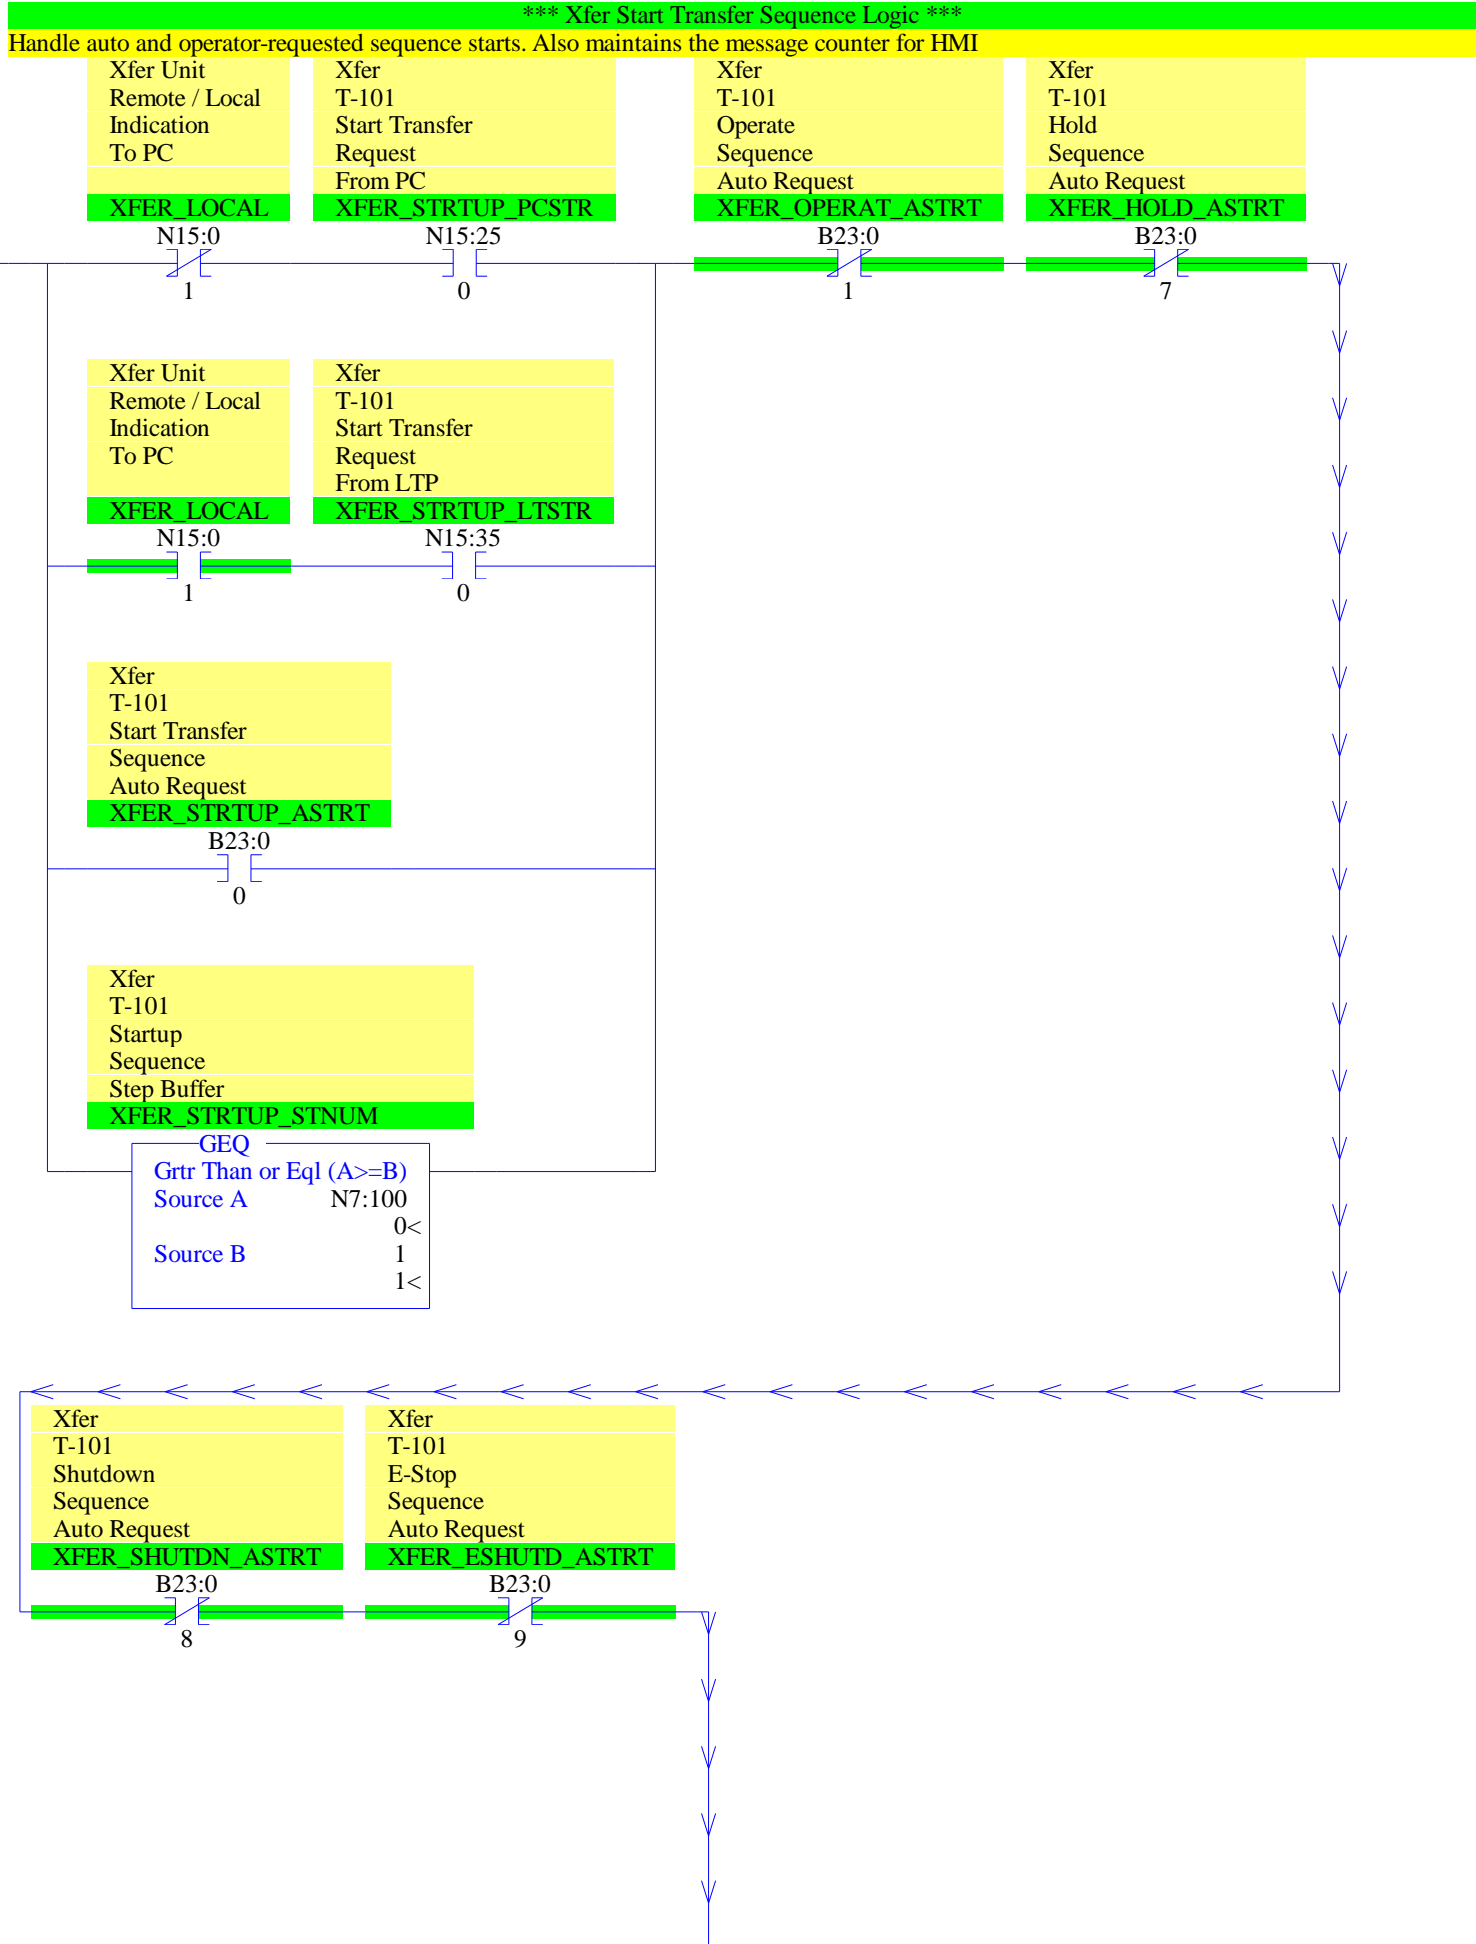 *** Xfer Start Transfer Sequence Logic ***
Handle auto and operator-requested sequence starts. Also maintains the message counter for HMI
Xfer Unit
Remote / Local
Indication
To PC
XFER_LOCAL
N15:0
1
Xfer
T-101
Start Transfer
Request
From PC
XFER_STRTUP_PCSTR
N15:25
0
Xfer
T-101
Operate
Sequence
Auto Request
XFER_OPERAT_ASTRT
B23:0
1
Xfer
T-101
Hold
Sequence
Auto Request
XFER_HOLD_ASTRT
B23:0
7
Xfer Unit
Remote / Local
Indication
To PC
XFER_LOCAL
N15:0
1
Xfer
T-101
Start Transfer
Request
From LTP
XFER_STRTUP_LTSTR
N15:35
0
Xfer
T-101
Start Transfer
Sequence
Auto Request
XFER_STRTUP_ASTRT
B23:0
0
Xfer
T-101
Startup
Sequence
Step Buffer
XFER_STRTUP_STNUM
GEQ
Grtr Than or Eql (A>=B)
Source A N7:100
0<
Source B 1
1<
Xfer
T-101
Shutdown
Sequence
Auto Request
XFER_SHUTDN_ASTRT
B23:0
8
Xfer
T-101
E-Stop
Sequence
Auto Request
XFER_ESHUTD_ASTRT
B23:0
9